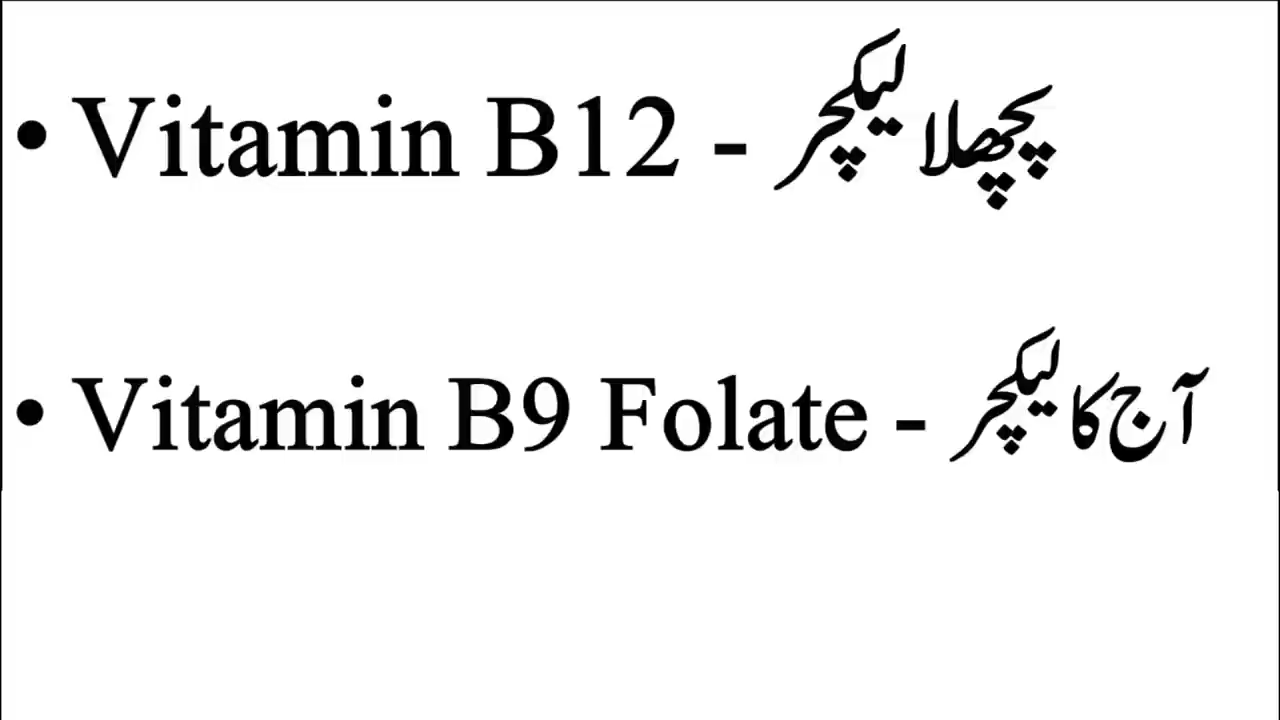 • Vitamin B12 - پچھلا لیکچر
• Vitamin B9 Folate - آج کا لیکچر